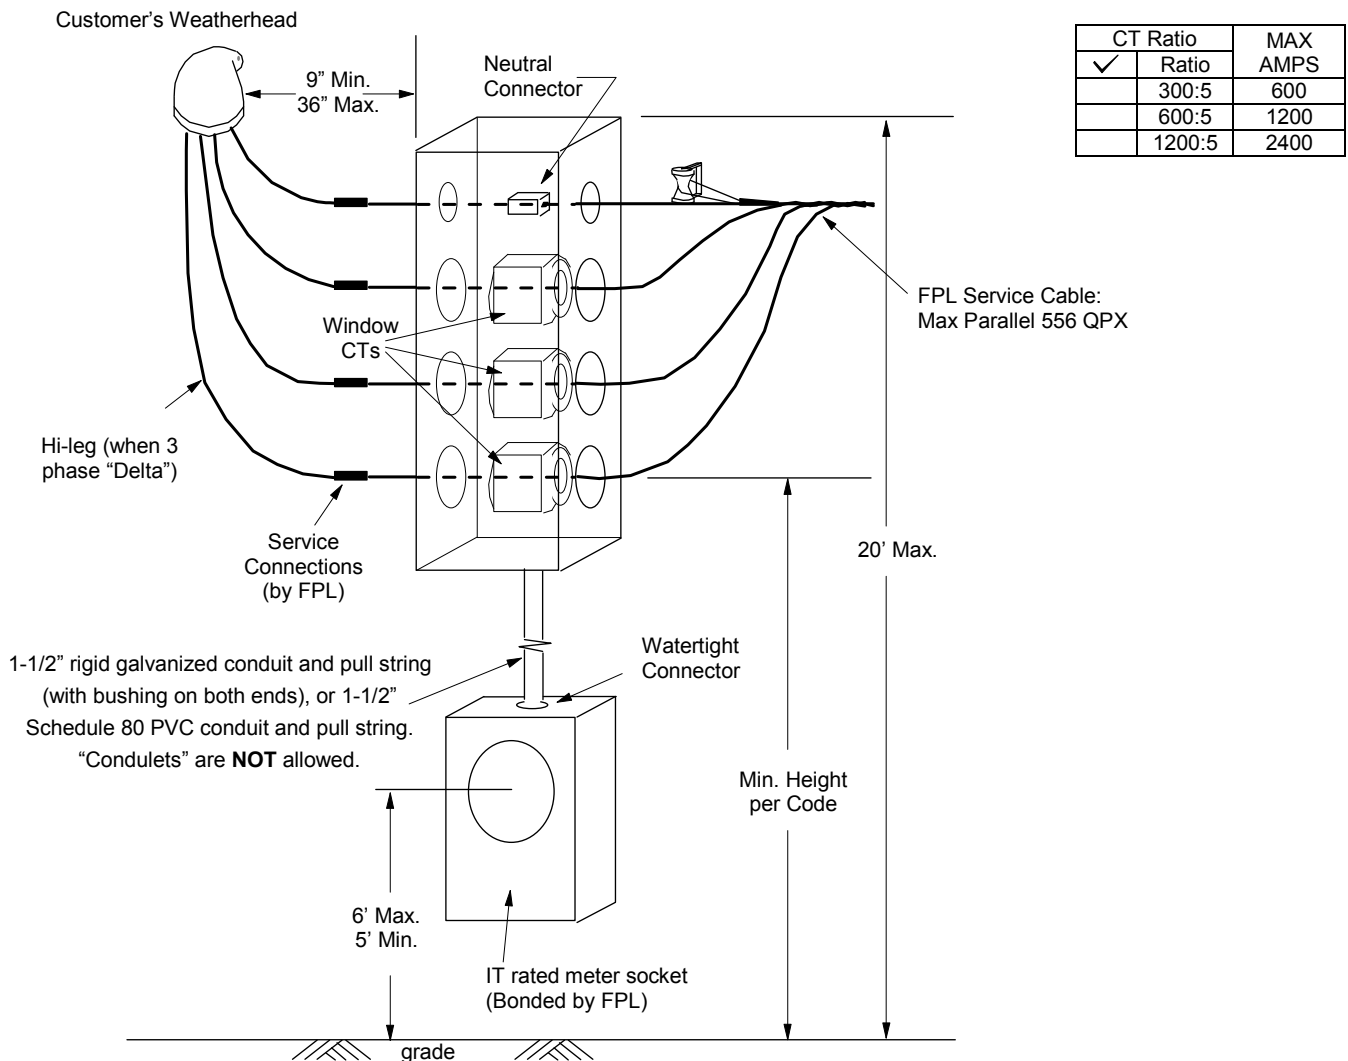 Customer’s Weatherhead
9” Min.
36” Max.
Neutral
Connector
CT Ratio
MAX
AMPS
✓ Ratio
300:5 600
600:5 1200
1200:5 2400
FPL Service Cable:
Max Parallel 556 QPX
Window
CTs
Hi-leg (when 3
phase “Delta”)
Service
Connections
(by FPL)
20’ Max.
1-1/2” rigid galvanized conduit and pull string
(with bushing on both ends), or 1-1/2”
Schedule 80 PVC conduit and pull string.
“Condulets” are NOT allowed.
Watertight
Connector
Min. Height
per Code
6’ Max.
5’ Min.
IT rated meter socket
(Bonded by FPL)
grade